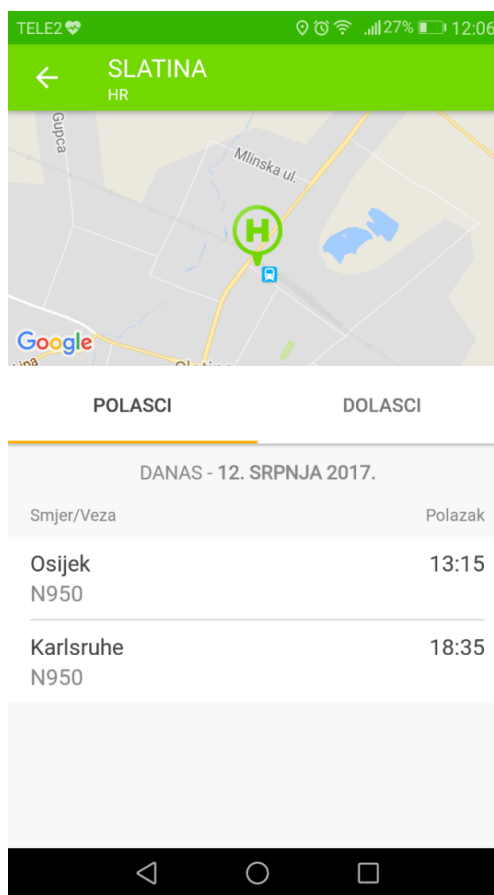 TELE2 27% 12:06
SLATINA
HR
Gupca
Mlinska ul.
H
Google
POLASCI DOLASCI
DANAS - 12. SRPNJA 2017.
Smjer/Veza Polazak
Osijek 13:15
N950
Karlsruhe 18:35
N950